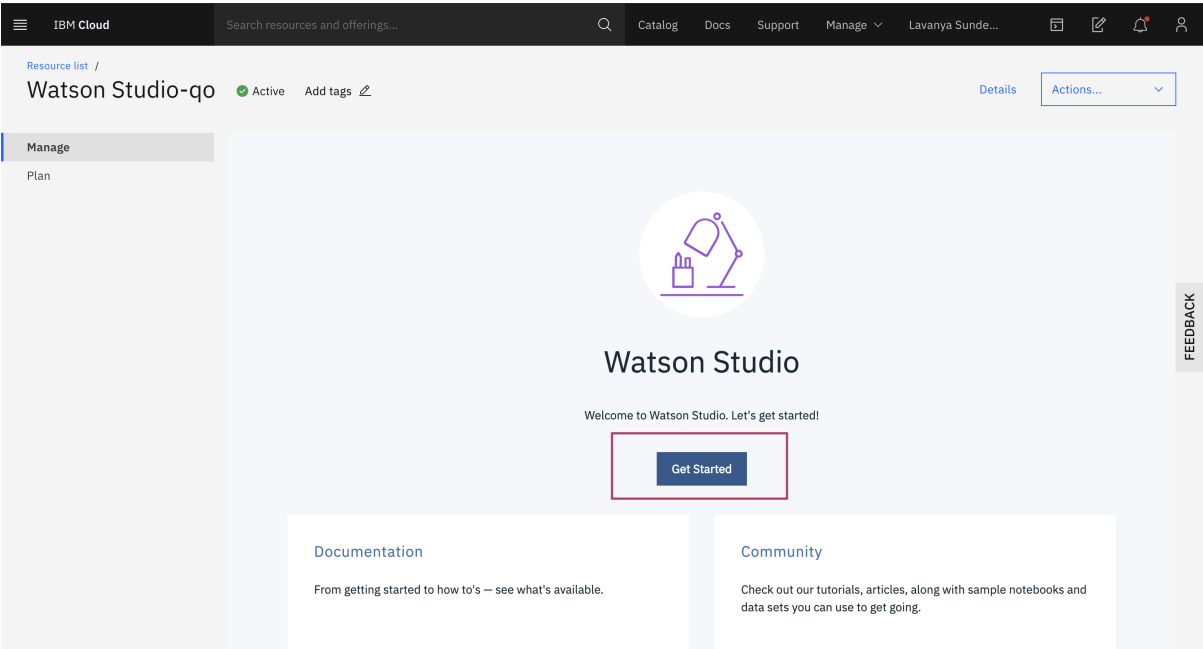 IBM Cloud
Search resources and offerings...
Catalog
Docs
Support
Manage
Lavanya Sunde...
Resource list /
Watson Studio-qo
Active
Add tags
Details
Actions...
Manage
Plan
FEEDBACK
Watson Studio
Welcome to Watson Studio. Let's get started!
Get Started
Documentation
From getting started to how to's — see what's available.
Community
Check out our tutorials, articles, along with sample notebooks and
data sets you can use to get going.